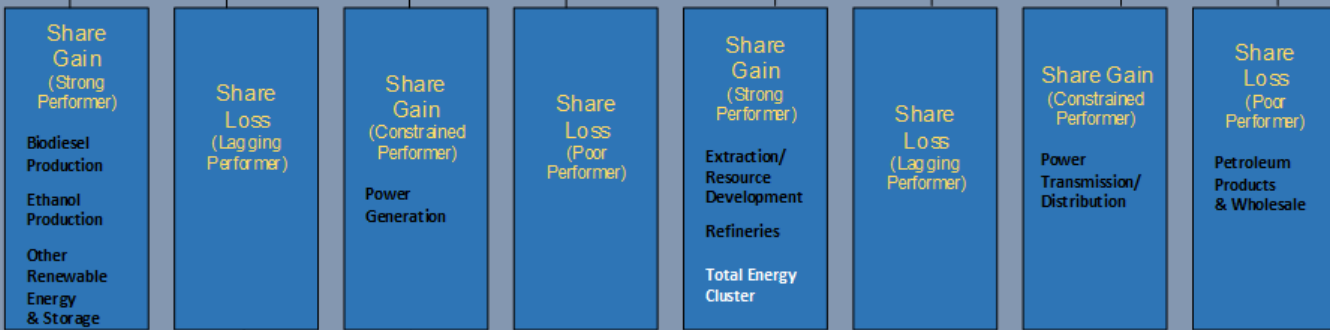 Share
Gain
(Strong
Performer)
Biodiesel
Production
Ethanol
Production
Other
Renewable
Energy
& Storage
Share
Loss
(Lagging
Performer)
Share
Gain
(Constrained
Performer)
Power
Generation
Share
Loss
(Poor
Performer)
Share
Gain
(Strong
Performer)
Extraction/
Resource
Development
Refineries
Total Energy
Cluster
Share
Loss
(Lagging
Performer)
Share Gain
(Constrained
Performer)
Power
Transmission/
Distribution
Share
Loss
(Poor
Performer)
Petroleum
Products
& Wholesale